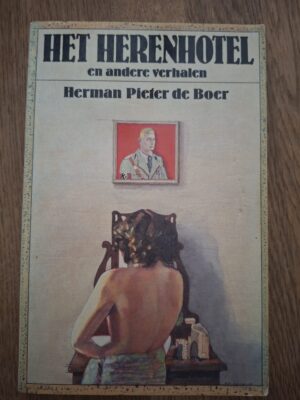 HET HERENHOTEL
en andere verhalen
Herman Pieter de Boer